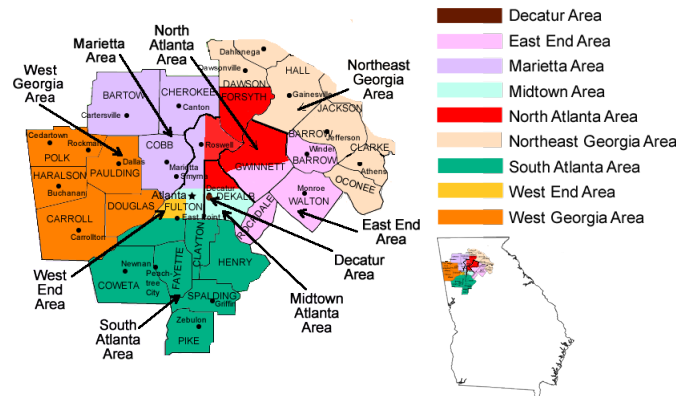 Marietta
Area
North
Atlanta
Area
West
Georgia
Area
Northeast
Georgia
Area
Dahlonega
Dawsonville
DAWSON
HALL
Gainesville
FORSYTH
JACKSON
Jefferson
BARROW
Winder
BARROW
CLARKE
Athens
OCONEE
BARTOW
Cartersville
CHEROKEE
Canton
Cedartown
Rockmart
POLK
HARALSON
Buchanan
PAULDING
Dallas
COBB
Marietta
Smyrna
Roswell
GWINNETT
Monroe
WALTON
ROCKDALE
Atlanta
Decatur
DEKALB
FULTON
East Point
DOUGLAS
CARROLL
Carrollton
CLAYTON
FAYETTE
HENRY
Newnan
Peach-
tree
City
COWETA
SPALDING
Griffin
Zebulon
PIKE
West
End
Area
South
Atlanta
Area
Midtown
Atlanta
Area
Decatur
Area
East End
Area
Decatur Area
East End Area
Marietta Area
Midtown Area
North Atlanta Area
Northeast Georgia Area
South Atlanta Area
West End Area
West Georgia Area